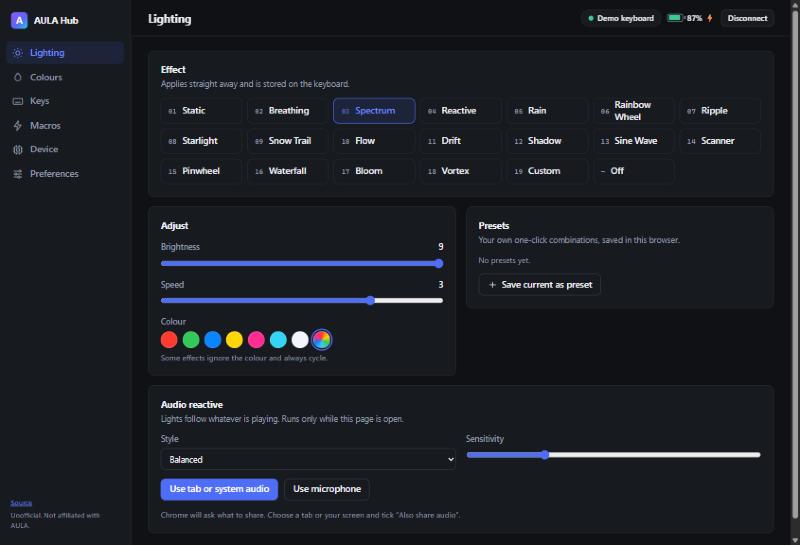 A AULA Hub
Lighting
Colours
Keys
Macros
Device
Preferences
Source
Unofficial. Not affiliated with
AULA.
Lighting
Demo keyboard 87% Disconnect
Effect
Applies straight away and is stored on the keyboard.
01 Static 02 Breathing 03 Spectrum 04 Reactive 05 Rain 06 Rainbow Wheel 07 Ripple
08 Starlight 09 Snow Trail 10 Flow 11 Drift 12 Shadow 13 Sine Wave 14 Scanner
15 Pinwheel 16 Waterfall 17 Bloom 18 Vortex 19 Custom – Off
Adjust
Brightness 9
Speed 3
Colour
Some effects ignore the colour and always cycle.
Presets
Your own one-click combinations, saved in this browser.
No presets yet.
+ Save current as preset
Audio reactive
Lights follow whatever is playing. Runs only while this page is open.
Style Sensitivity
Balanced
Use tab or system audio Use microphone
Chrome will ask what to share. Choose a tab or your screen and tick "Also share audio".